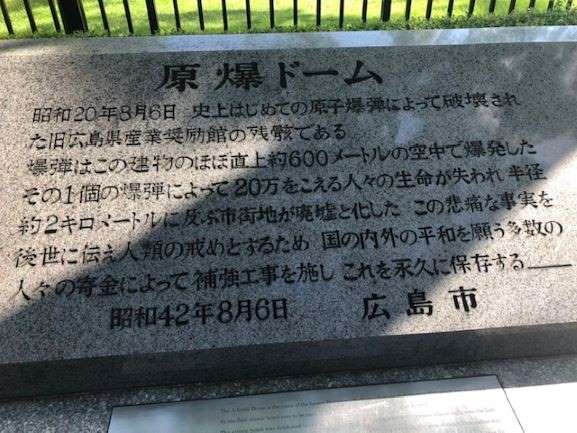 原爆ドーム
昭和20年8月6日 史上はじめての原子爆弾によって破壊され
た旧広島県産業奨励館の残骸である
爆弾はこの建物のほぼ直上約600メートルの空中で爆発した
その1個の爆弾によって20万をこえる人々の生命が失われ 半径
約2キロメートルに及ぶ市街地が廃墟と化した この悲痛な事実を
後世に伝え人類の戒めとするため 国の内外の平和を願う多数の
人々の寄金によって補強工事を施し これを永久に保存する――
昭和42年8月6日 広島市